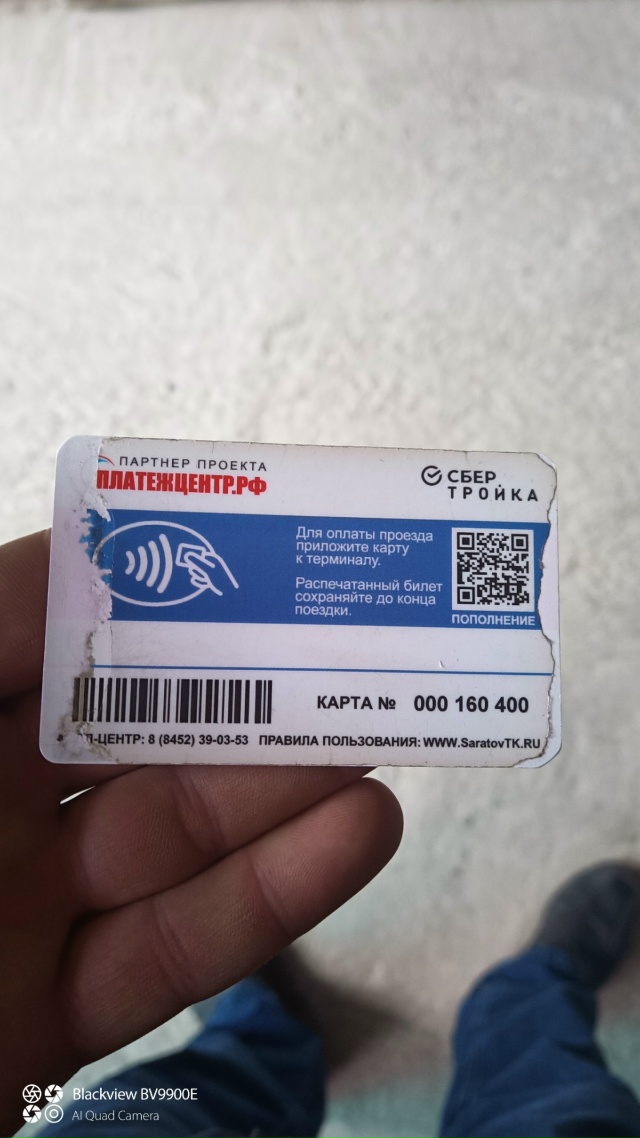 ПАРТНЕР ПРОЕКТА
ПЛАТЕЖЦЕНТР.РФ
СБЕР
ТРОЙКА
Для оплаты проезда
приложите карту
к терминалу.
Распечатанный билет
сохраняйте до конца
поездки.
ПОПОЛНЕНИЕ
КАРТА № 000 160 400
Л-ЦЕНТР: 8 (8452) 39-03-53 ПРАВИЛА ПОЛЬЗОВАНИЯ: WWW.SaratovTK.RU
Blackview BV9900E
AI Quad Camera